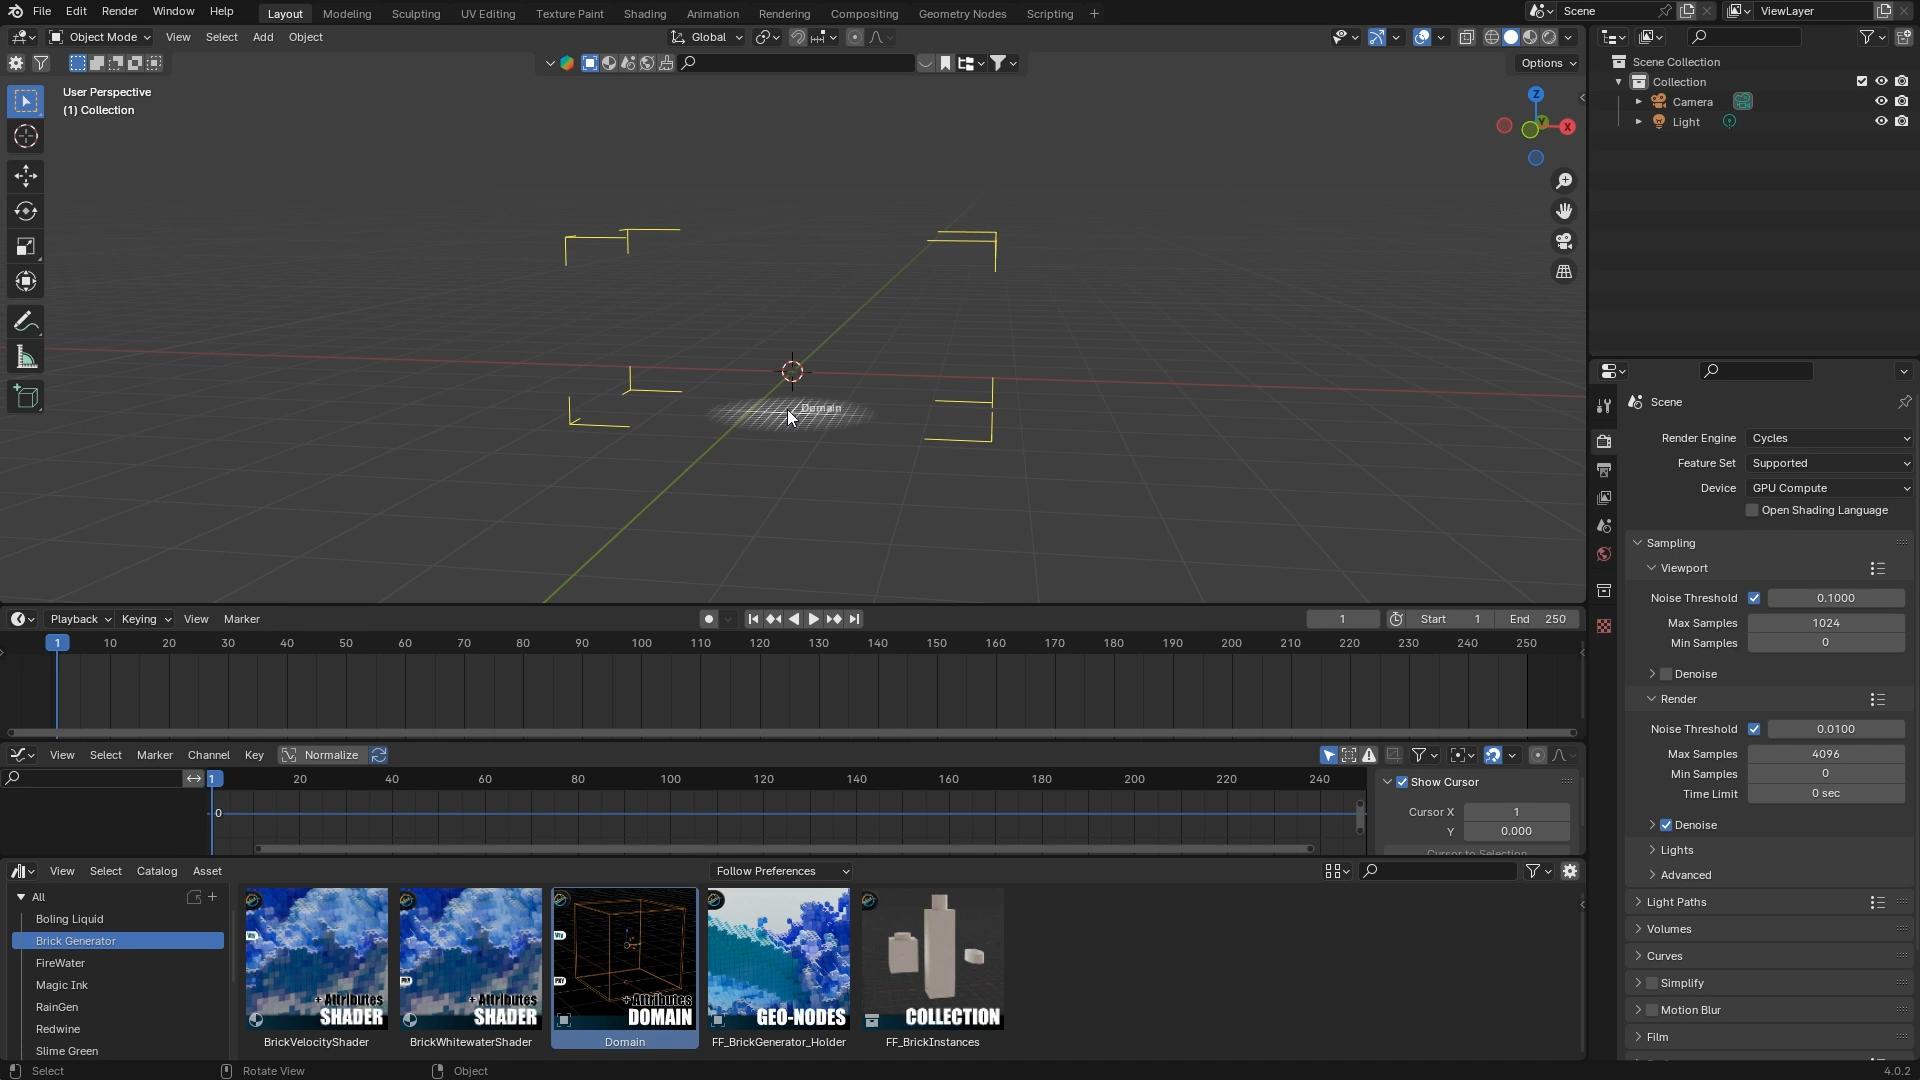 File Edit Render Window Help
Layout Modeling Sculpting UV Editing Texture Paint Shading Animation Rendering Compositing Geometry Nodes Scripting +
Scene
ViewLayer
Object Mode View Select Add Object
Global
Options
User Perspective
(1) Collection
Z
Y
X
Domain
Scene Collection
Collection
Camera
Light
Scene
Render Engine Cycles
Feature Set Supported
Device GPU Compute
Open Shading Language
Sampling
Viewport
Noise Threshold 0.1000
Max Samples 1024
Min Samples 0
Denoise
Render
Noise Threshold 0.0100
Max Samples 4096
Min Samples 0
Time Limit 0 sec
Denoise
Lights
Advanced
Light Paths
Volumes
Curves
Simplify
Motion Blur
Film
Playback Keying View Marker
1 Start 1 End 250
1 10 20 30 40 50 60 70 80 90 100 110 120 130 140 150 160 170 180 190 200 210 220 230 240 250
View Select Marker Channel Key Normalize
1 20 40 60 80 100 120 140 160 180 200 220 240
0
Show Cursor
Cursor X 1
Y 0.000
Cursor to Selection
View Select Catalog Asset
Follow Preferences
All
Boling Liquid
Brick Generator
FireWater
Magic Ink
RainGen
Redwine
Slime Green
+ Attributes
SHADER
BrickVelocityShader
+ Attributes
SHADER
BrickWhitewaterShader
+ Attributes
DOMAIN
Domain
GEO-NODES
FF_BrickGenerator_Holder
COLLECTION
FF_BrickInstances
Select
Rotate View
Object
4.0.2